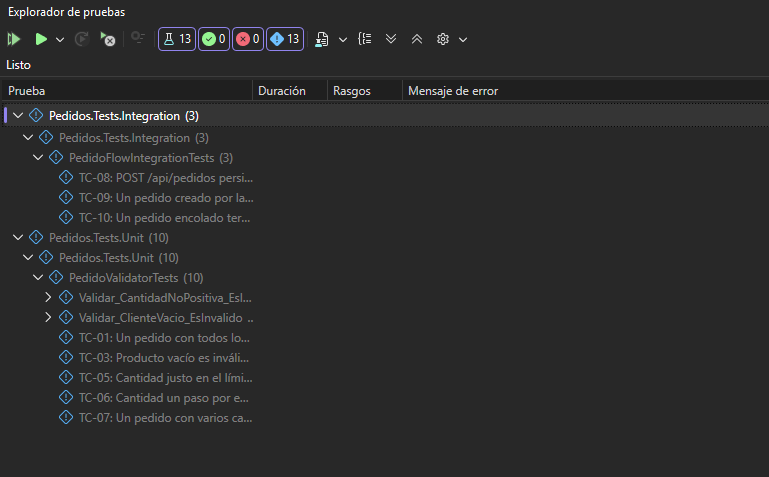 Explorador de pruebas
13 0 0 13
Listo
Prueba Duración Rasgos Mensaje de error
Pedidos.Tests.Integration (3)
Pedidos.Tests.Integration (3)
PedidoFlowIntegrationTests (3)
TC-08: POST /api/pedidos persi...
TC-09: Un pedido creado por la...
TC-10: Un pedido encolado ter...
Pedidos.Tests.Unit (10)
Pedidos.Tests.Unit (10)
PedidoValidatorTests (10)
Validar_CantidadNoPositiva_EsI...
Validar_ClienteVacio_EsInvalido ...
TC-01: Un pedido con todos lo...
TC-03: Producto vacío es inváli...
TC-05: Cantidad justo en el lími...
TC-06: Cantidad un paso por e...
TC-07: Un pedido con varios ca...